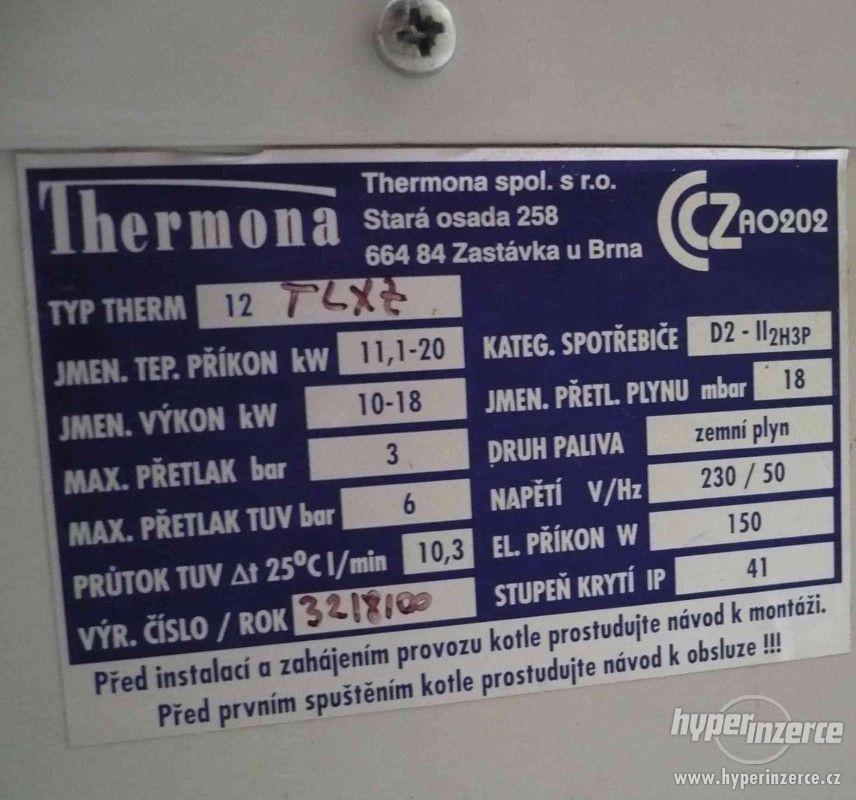 Thermona
Thermona spol. s r.o.
Stará osada 258
664 84 Zastávka u Brna
CCZ AO202
TYP THERM 12 TLXZ
JMEN. TEP. PŘÍKON kW 11,1-20
JMEN. VÝKON kW 10-18
MAX. PŘETLAK bar 3
MAX. PŘETLAK TUV bar 6
PRŮTOK TUV Δt 25⁰C l/min 10,3
VÝR. ČÍSLO / ROK
KATEG. SPOTŘEBIČE D2 - II2H3P
JMEN. PŘETL. PLYNU mbar 18
DRUH PALIVA zemní plyn
NAPĚTÍ V/Hz 230 / 50
EL. PŘÍKON W 150
STUPEŇ KRYTÍ IP 41
Před instalací a zahájením provozu kotle prostudujte návod k montáži.
Před prvním spuštěním kotle prostudujte návod k obsluze !!!
hyperinzerce
www.hyperinzerce.cz